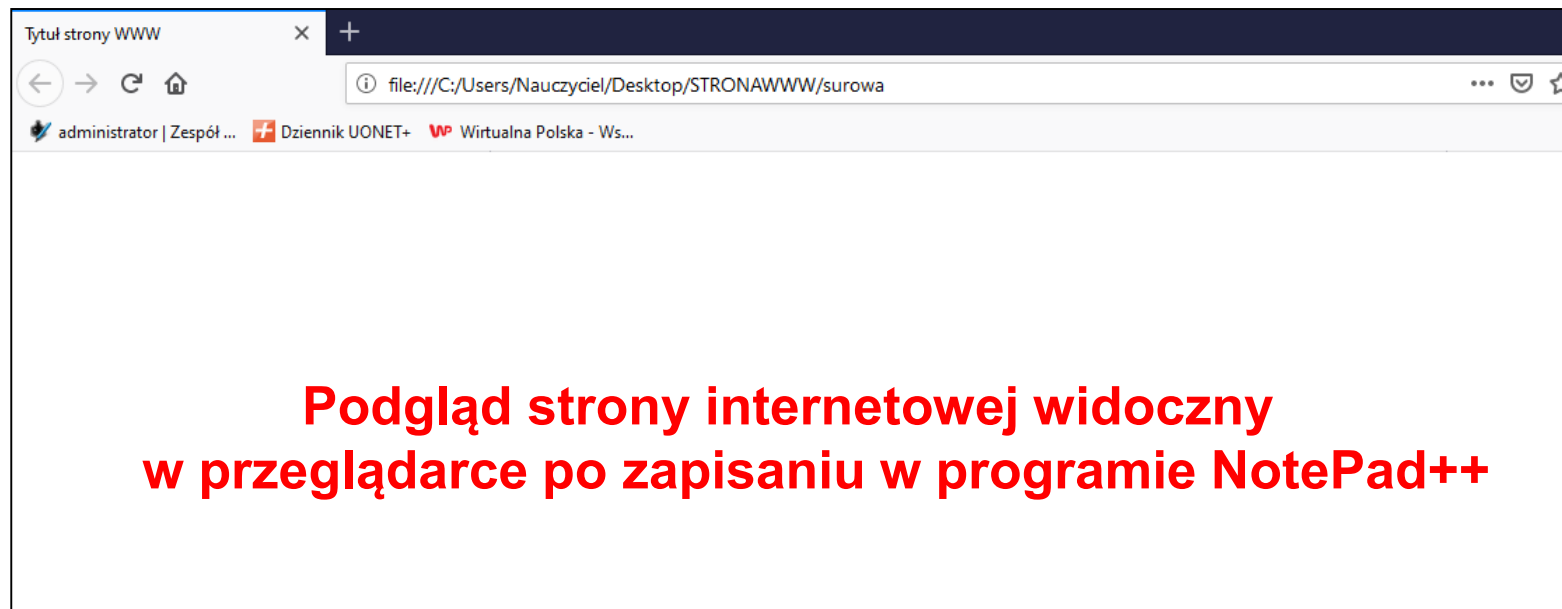 Tytuł strony WWW
file:///C:/Users/Nauczyciel/Desktop/STRONAWWW/surowa
administrator | Zespół ... Dziennik UONET+ WP Wirtualna Polska - Ws...
Podgląd strony internetowej widoczny
w przeglądarce po zapisaniu w programie NotePad++